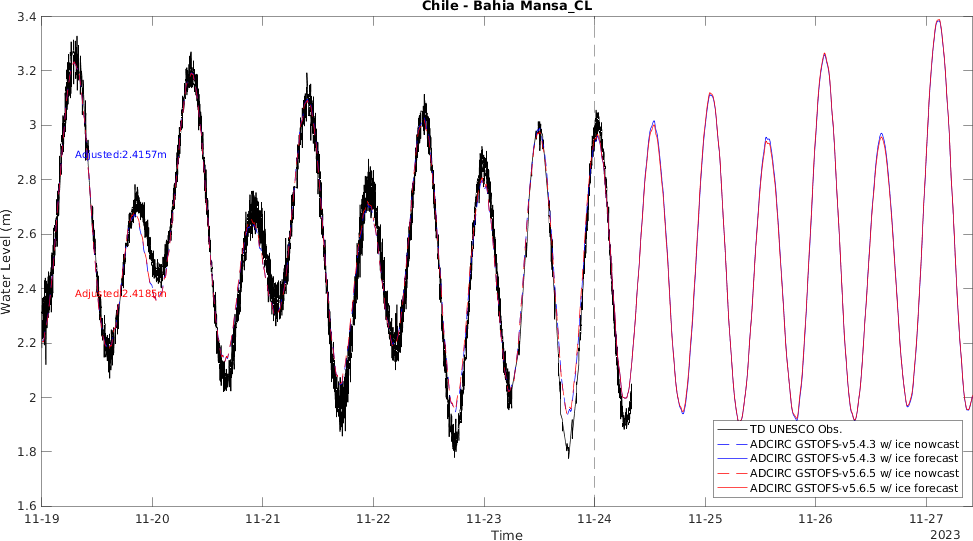 Chile - Bahia Mansa_CL
3.4
3.2
3
2.8
2.6
2.4
2.2
2
1.8
1.6
Water Level (m)
Adjusted:2.4157m
Adjusted:2.4185m
TD UNESCO Obs.
ADCIRC GSTOFS-v5.4.3 w/ ice nowcast
ADCIRC GSTOFS-v5.4.3 w/ ice forecast
ADCIRC GSTOFS-v5.6.5 w/ ice nowcast
ADCIRC GSTOFS-v5.6.5 w/ ice forecast
11-19 11-20 11-21 11-22 11-23 11-24 11-25 11-26 11-27
Time
2023